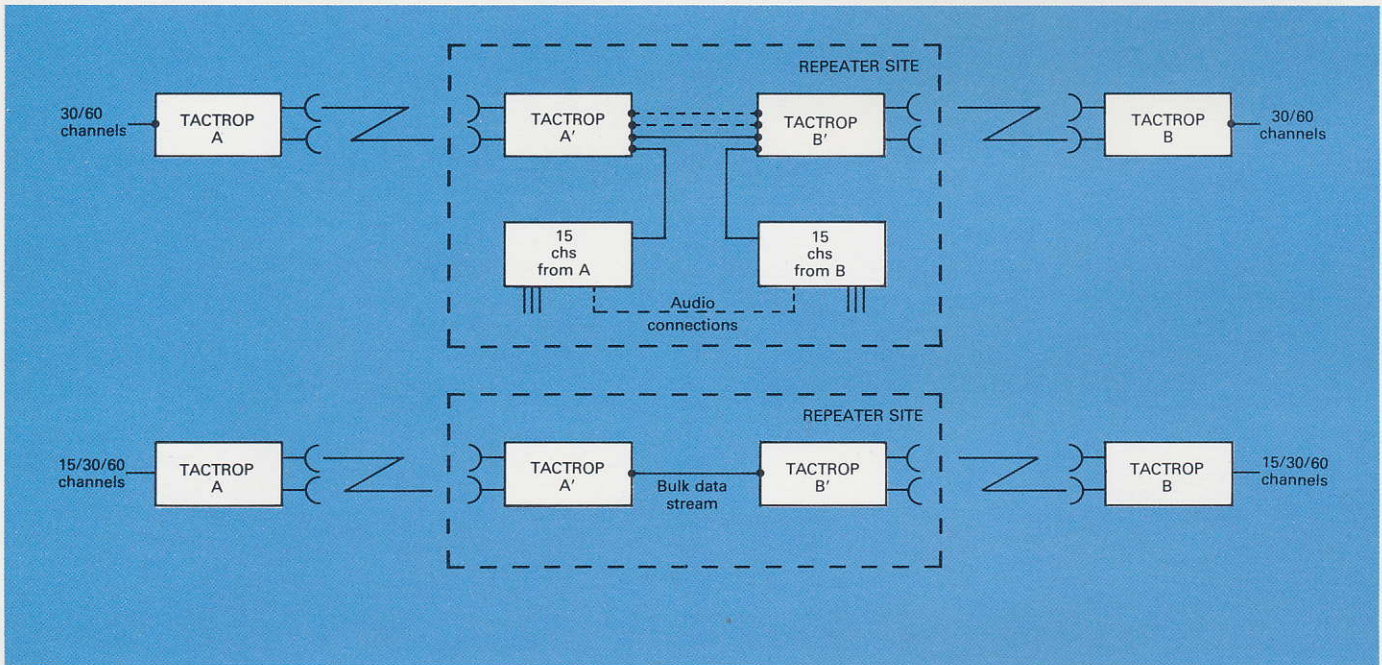 REPEATER SITE
30/60
channels
TACTROP
A
TACTROP
A'
TACTROP
B'
TACTROP
B
30/60
channels
15
chs
from A
15
chs
from B
Audio
connections
REPEATER SITE
15/30/60
channels
TACTROP
A
TACTROP
A'
Bulk data
stream
TACTROP
B'
TACTROP
B
15/30/60
channels